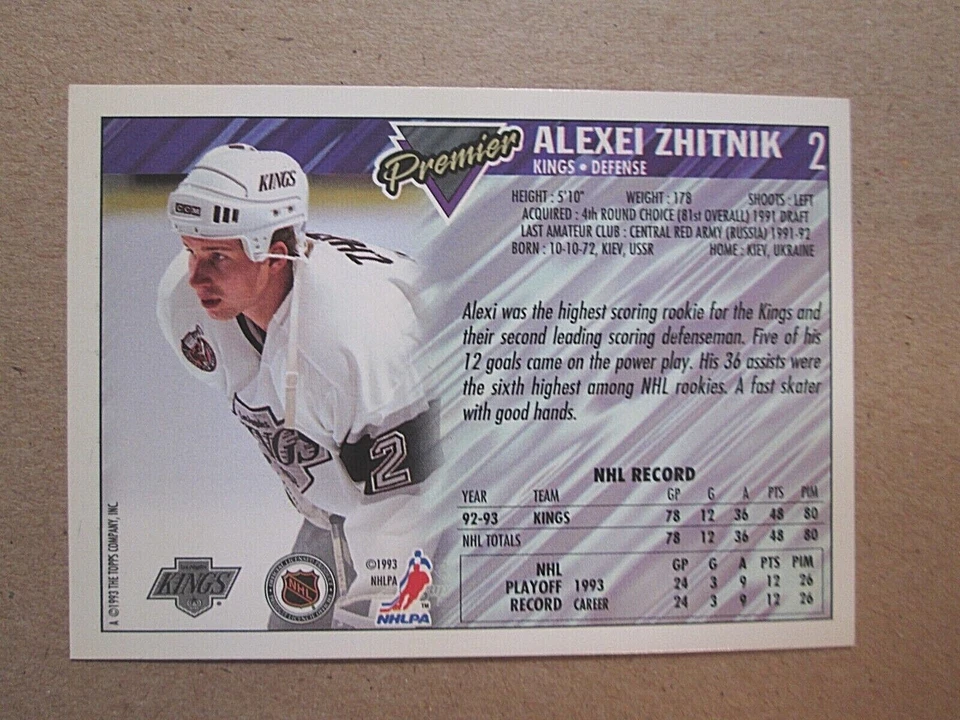 Premier
ALEXEI ZHITNIK 2
KINGS • DEFENSE
HEIGHT : 5'10" WEIGHT : 178 SHOOTS : LEFT
ACQUIRED : 4th ROUND CHOICE (81st OVERALL) 1991 DRAFT
LAST AMATEUR CLUB : CENTRAL RED ARMY (RUSSIA) 1991-92
BORN : 10-10-72, KIEV, USSR HOME : KIEV, UKRAINE
Alexi was the highest scoring rookie for the Kings and
their second leading scoring defenseman. Five of his
12 goals came on the power play. His 36 assists were
the sixth highest among NHL rookies. A fast skater
with good hands.
NHL RECORD
YEAR TEAM GP G A PTS PIM
92-93 KINGS 78 12 36 48 80
NHL TOTALS 78 12 36 48 80
NHL GP G A PTS PIM
PLAYOFF 1993 24 3 9 12 26
RECORD CAREER 24 3 9 12 26
KINGS
CCM
2
KINGS
NHL
©1993
NHLPA
NHLPA
TM
A ©1993 THE TOPPS COMPANY, INC.